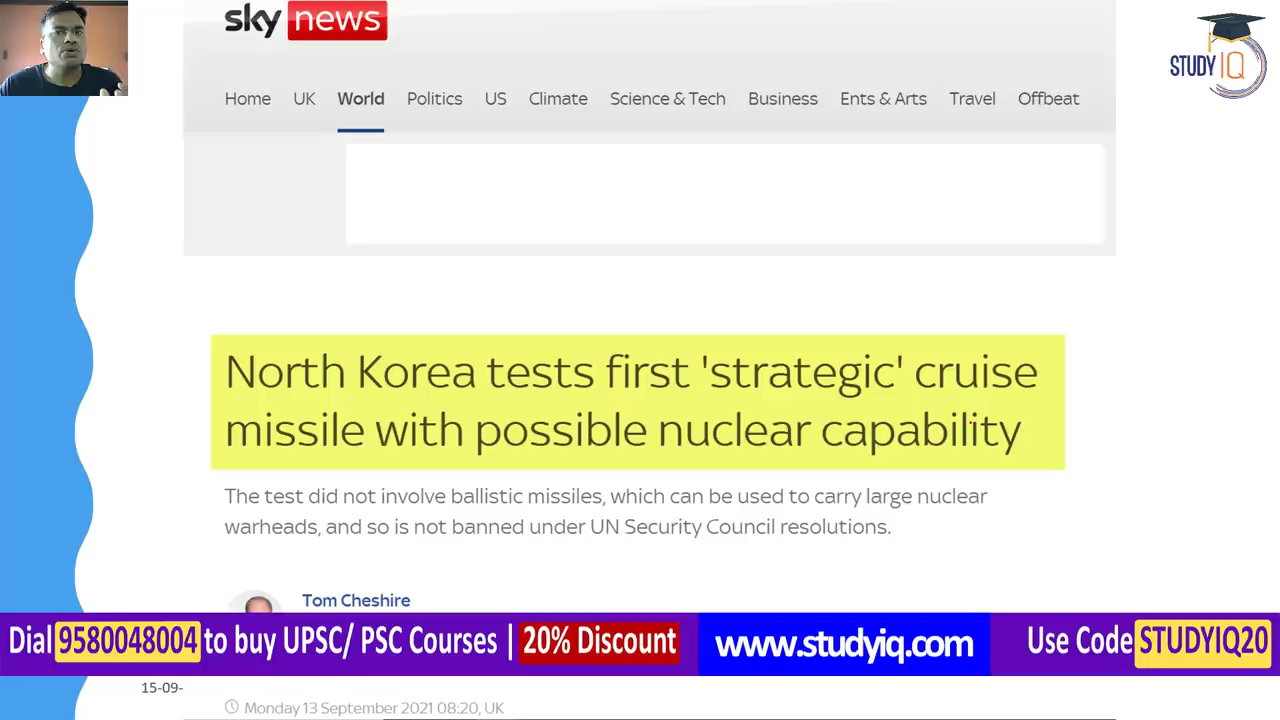 sky news
STUDY IQ
Home UK World Politics US Climate Science & Tech Business Ents & Arts Travel Offbeat
North Korea tests first 'strategic' cruise
missile with possible nuclear capability
The test did not involve ballistic missiles, which can be used to carry large nuclear
warheads, and so is not banned under UN Security Council resolutions.
Tom Cheshire
Dial 9580048004 to buy UPSC/ PSC Courses | 20% Discount www.studyiq.com Use Code STUDYIQ20
15-09-
Monday 13 September 2021 08:20, UK